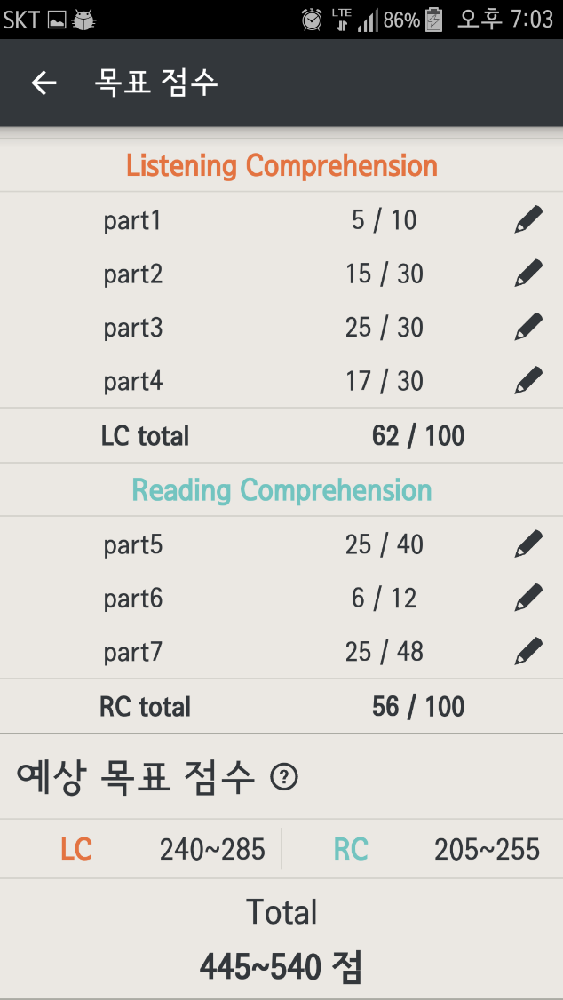 SKT LTE 86% 오후 7:03
목표 점수
Listening Comprehension
part1 5 / 10
part2 15 / 30
part3 25 / 30
part4 17 / 30
LC total 62 / 100
Reading Comprehension
part5 25 / 40
part6 6 / 12
part7 25 / 48
RC total 56 / 100
예상 목표 점수 ?
LC 240~285 RC 205~255
Total
445~540 점